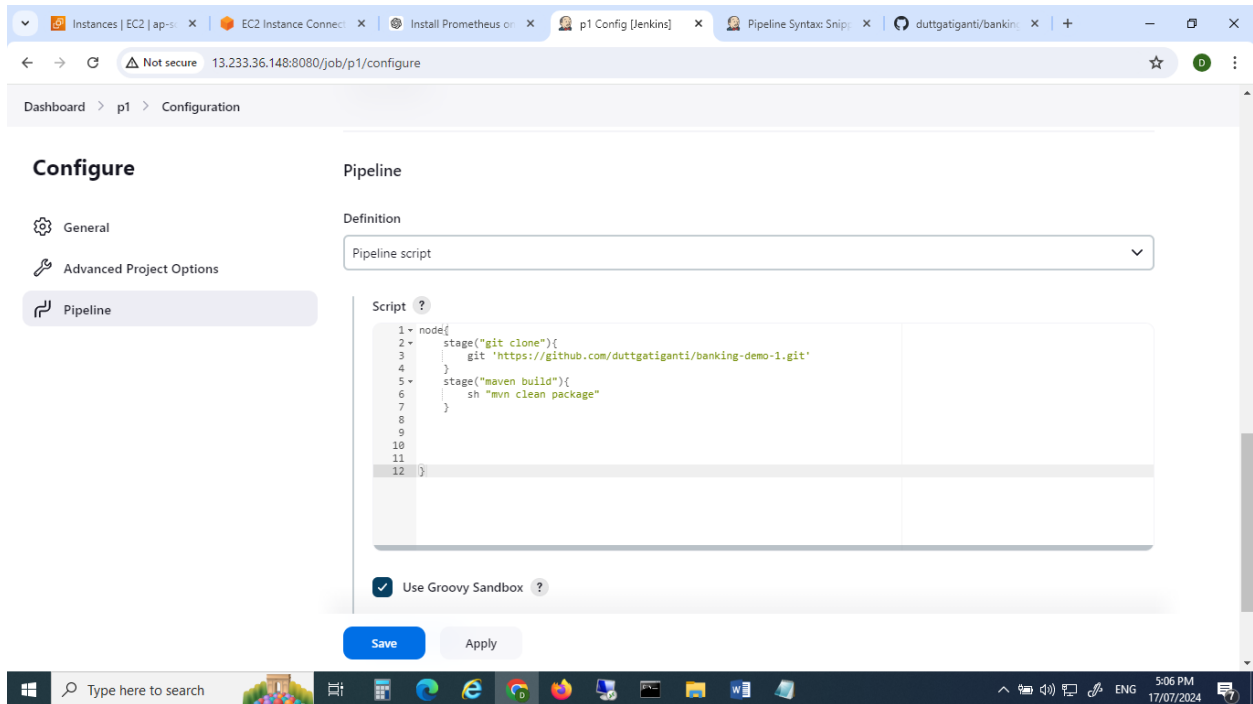 Instances | EC2 | ap-s
EC2 Instance Connect
Install Prometheus on
p1 Config [Jenkins]
Pipeline Syntax: Snip
duttgatiganti/banking
Not secure 13.233.36.148:8080/job/p1/configure
D
Dashboard > p1 > Configuration
Configure
General
Advanced Project Options
Pipeline
Pipeline
Definition
Pipeline script
Script ?
1 node{
2 stage("git clone"){
3 git 'https://github.com/duttgatiganti/banking-demo-1.git'
4 }
5 stage("maven build"){
6 sh "mvn clean package"
7 }
8
9
10
11
12 }
Use Groovy Sandbox ?
Save Apply
Type here to search
ENG
5:06 PM
17/07/2024